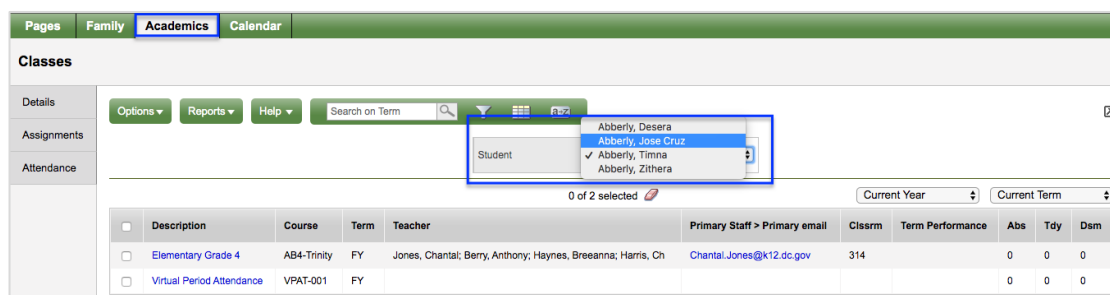 Pages Family Academics Calendar
Classes
Details
Assignments
Attendance
Options Reports Help Search on Term a-z
Student
Abberly, Desera
Abberly, Jose Cruz
✓ Abberly, Timna
Abberly, Zithera
0 of 2 selected Current Year Current Term
Description Course Term Teacher Primary Staff > Primary email Clssrm Term Performance Abs Tdy Dsm
Elementary Grade 4 AB4-Trinity FY Jones, Chantal; Berry, Anthony; Haynes, Breeanna; Harris, Ch Chantal.Jones@k12.dc.gov 314 0 0 0
Virtual Period Attendance VPAT-001 FY 0 0 0